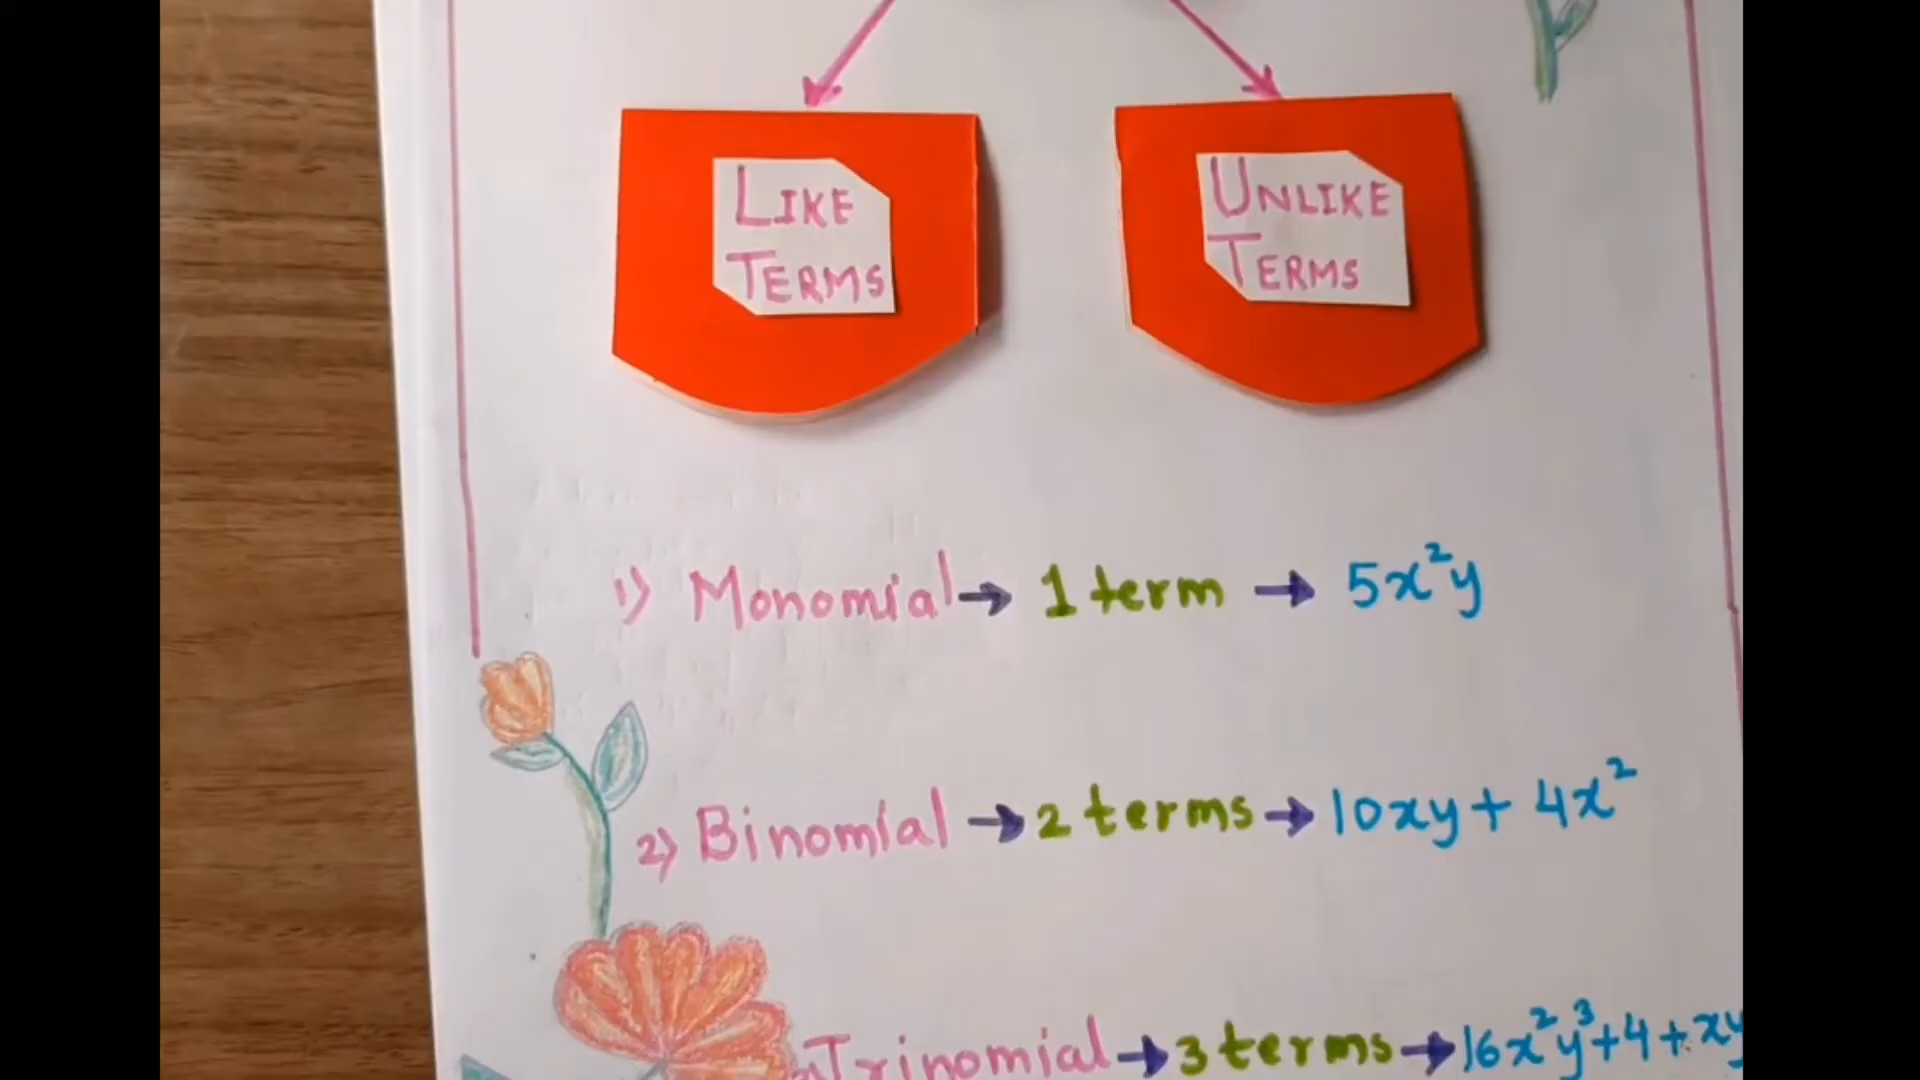 LIKE
TERMS
UNLIKE
TERMS
1) Monomial → 1 term → 5x²y
2) Binomial → 2 terms → 10xy + 4x²
Trinomial → 3 terms → 16x²y³ + 4 + xy